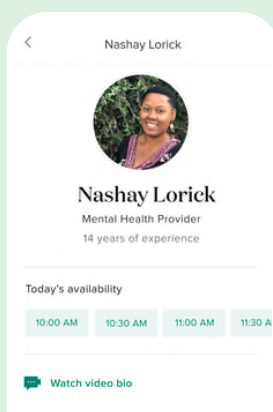 Nashay Lorick
Nashay Lorick
Mental Health Provider
14 years of experience
Today's availability
10:00 AM 10:30 AM 11:00 AM 11:30 A
Watch video bio